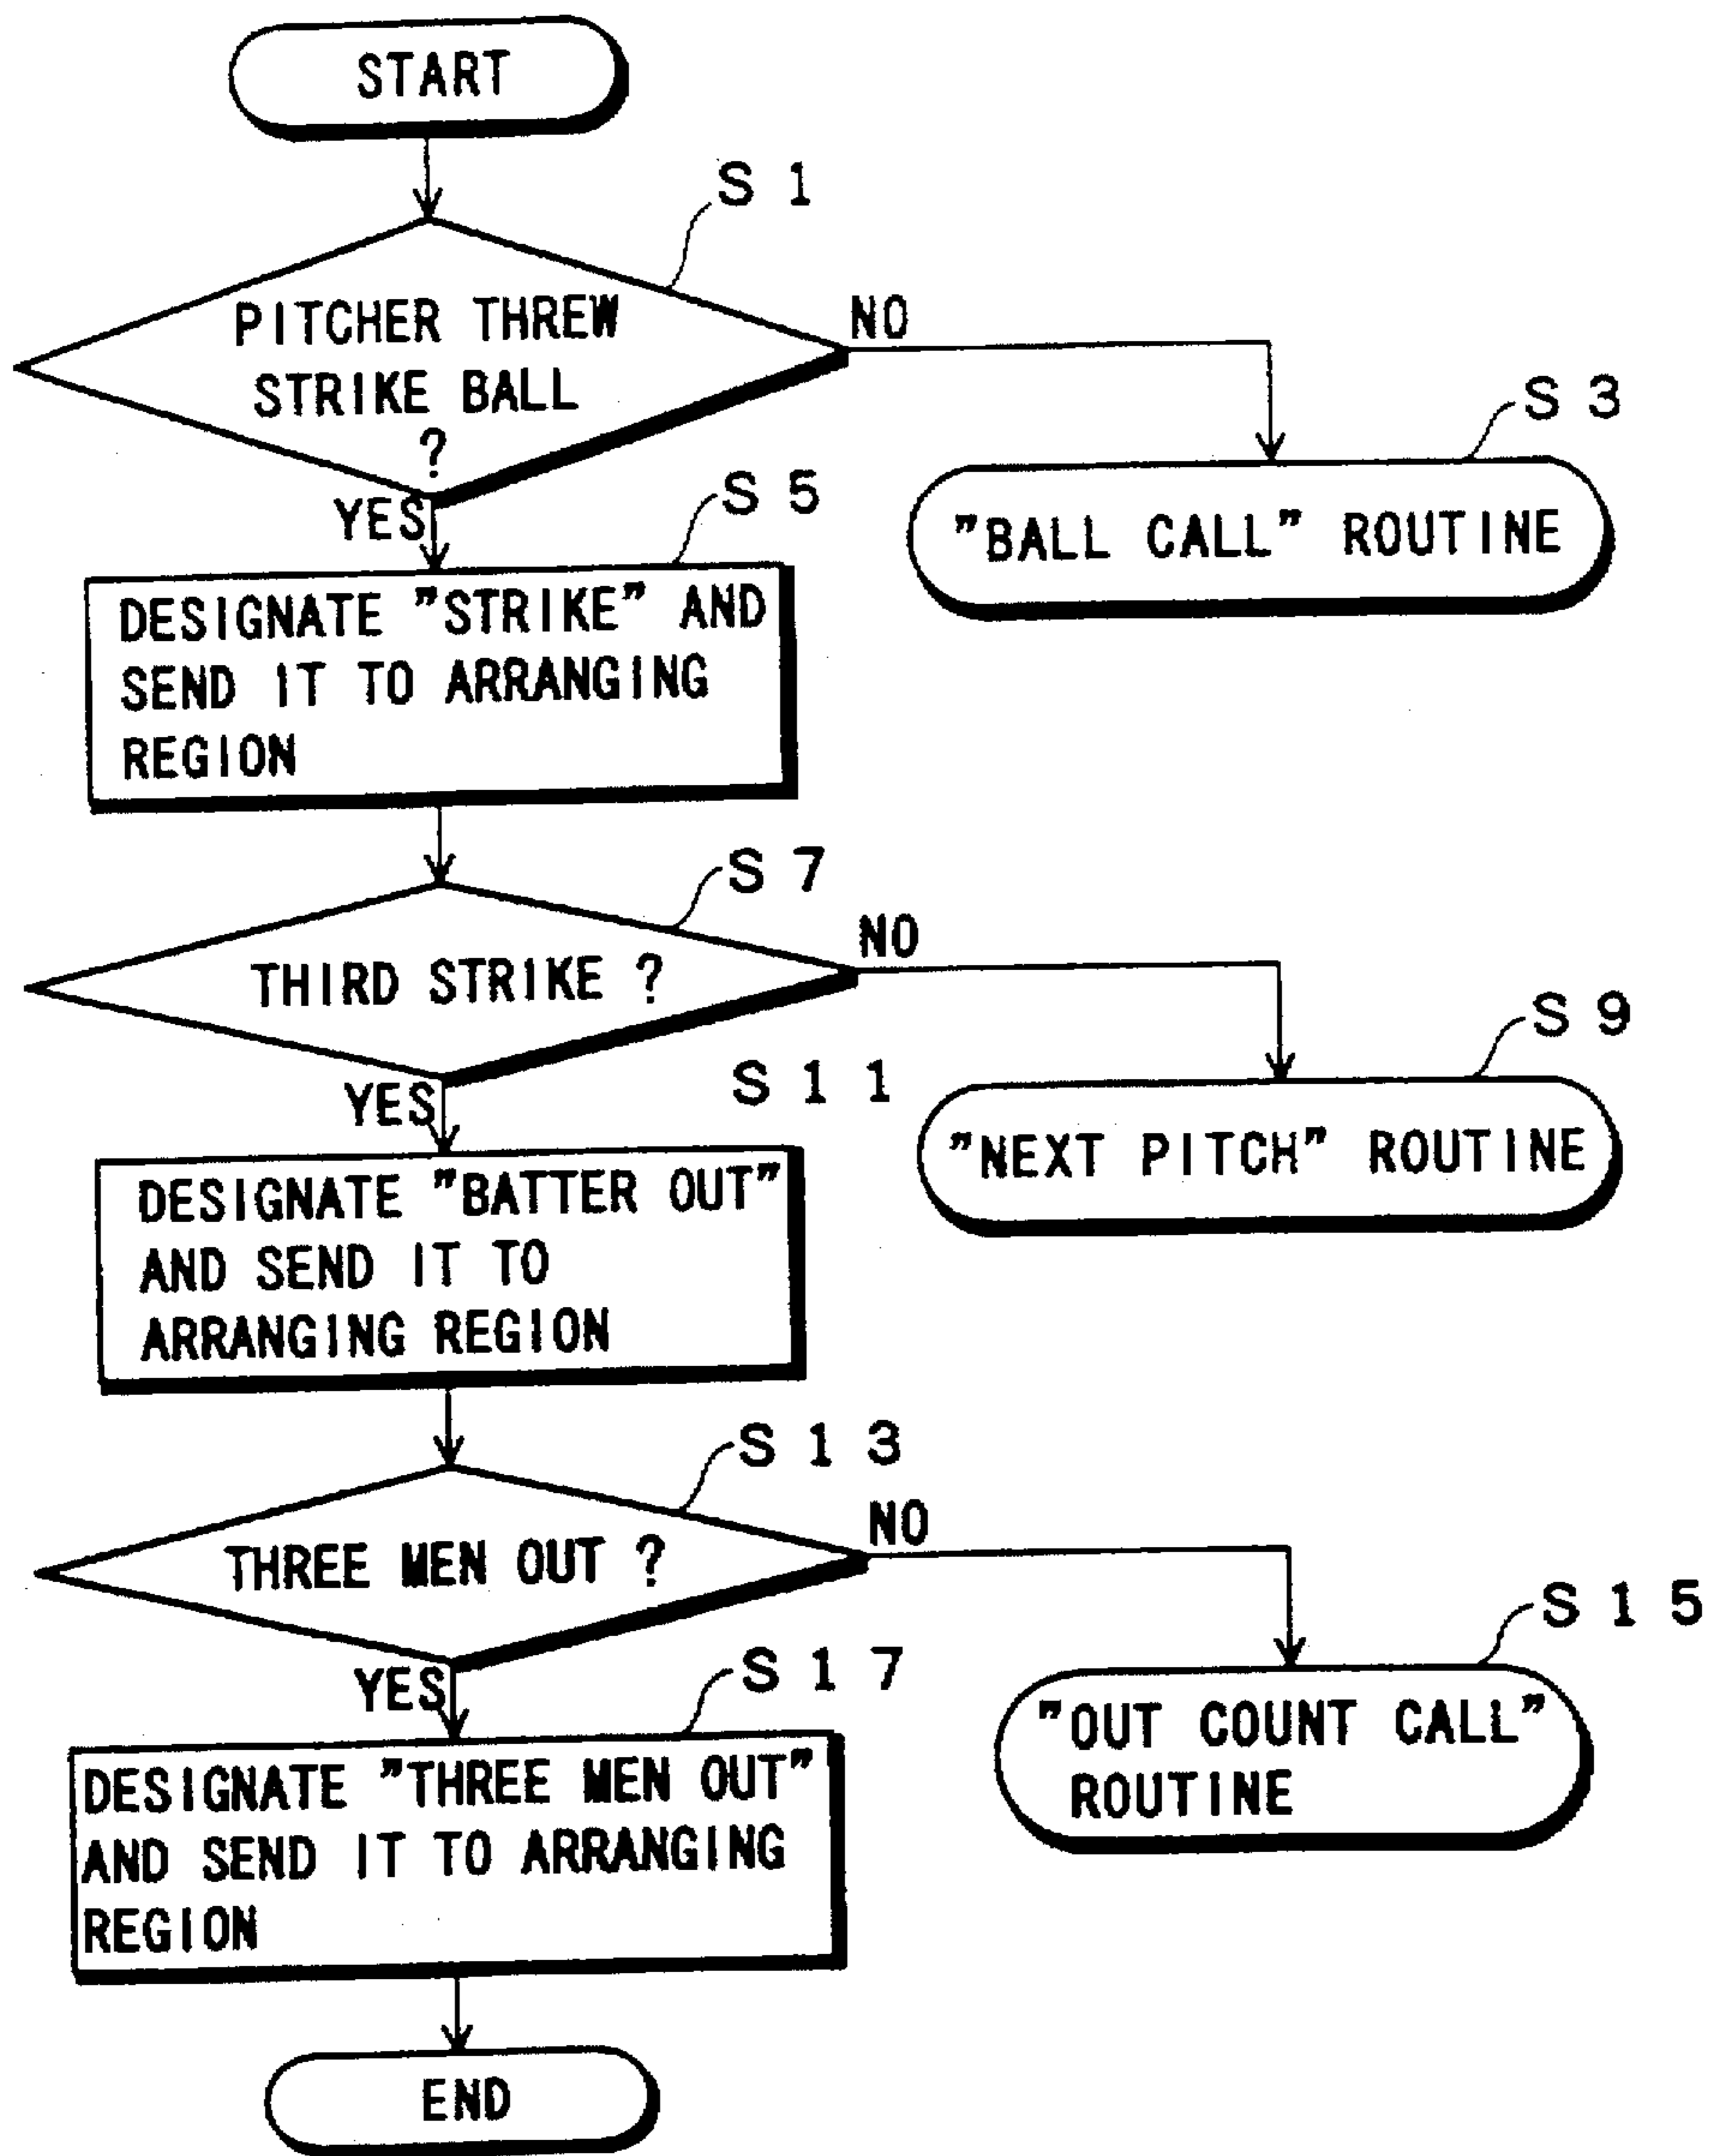 START
S 1
PITCHER THREW
STRIKE BALL
?
NO
YES
S 3
"BALL CALL" ROUTINE
S 5
DESIGNATE "STRIKE" AND
SEND IT TO ARRANGING
REGION
S 7
THIRD STRIKE ?
NO
YES
S 9
"NEXT PITCH" ROUTINE
S 1 1
DESIGNATE "BATTER OUT"
AND SEND IT TO
ARRANGING REGION
S 1 3
THREE MEN OUT ?
NO
YES
S 1 5
"OUT COUNT CALL"
ROUTINE
S 1 7
DESIGNATE "THREE MEN OUT"
AND SEND IT TO ARRANGING
REGION
END